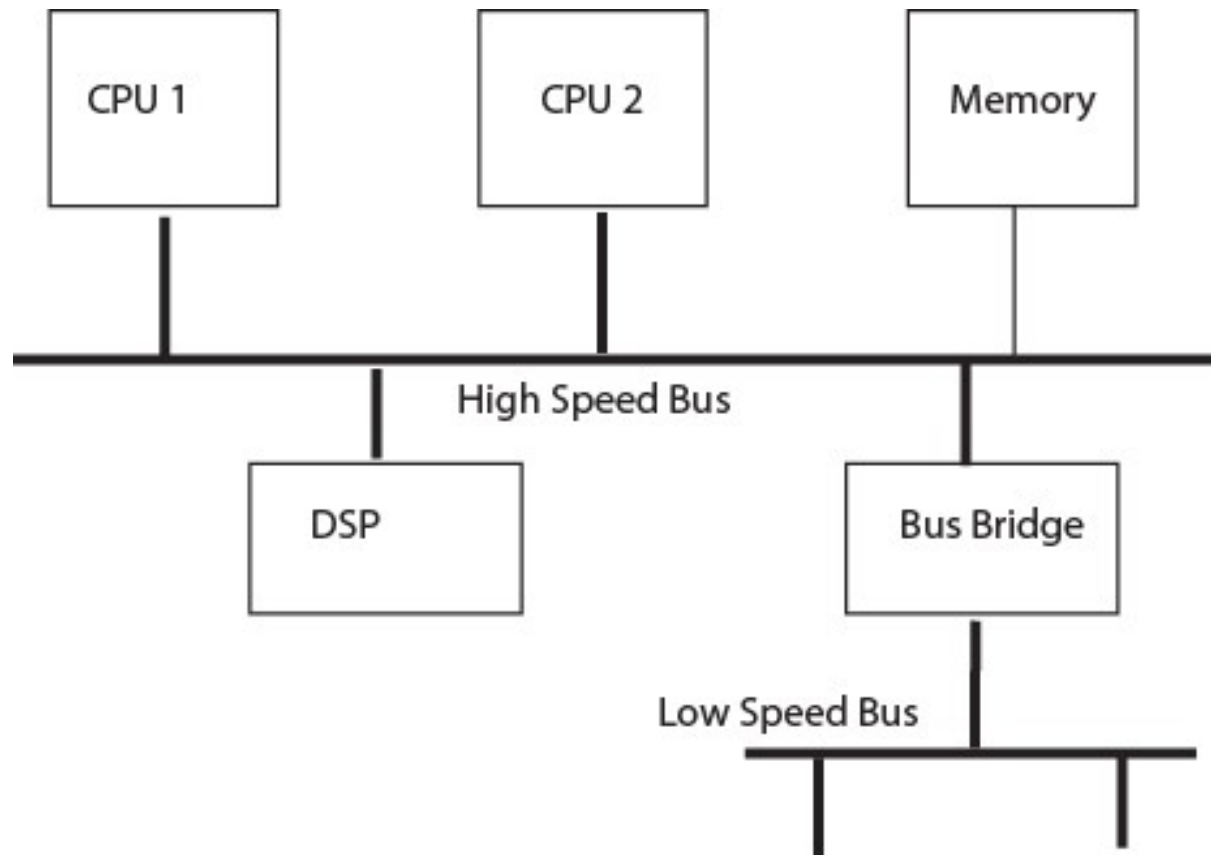 CPU 1
CPU 2
Memory
High Speed Bus
DSP
Bus Bridge
Low Speed Bus